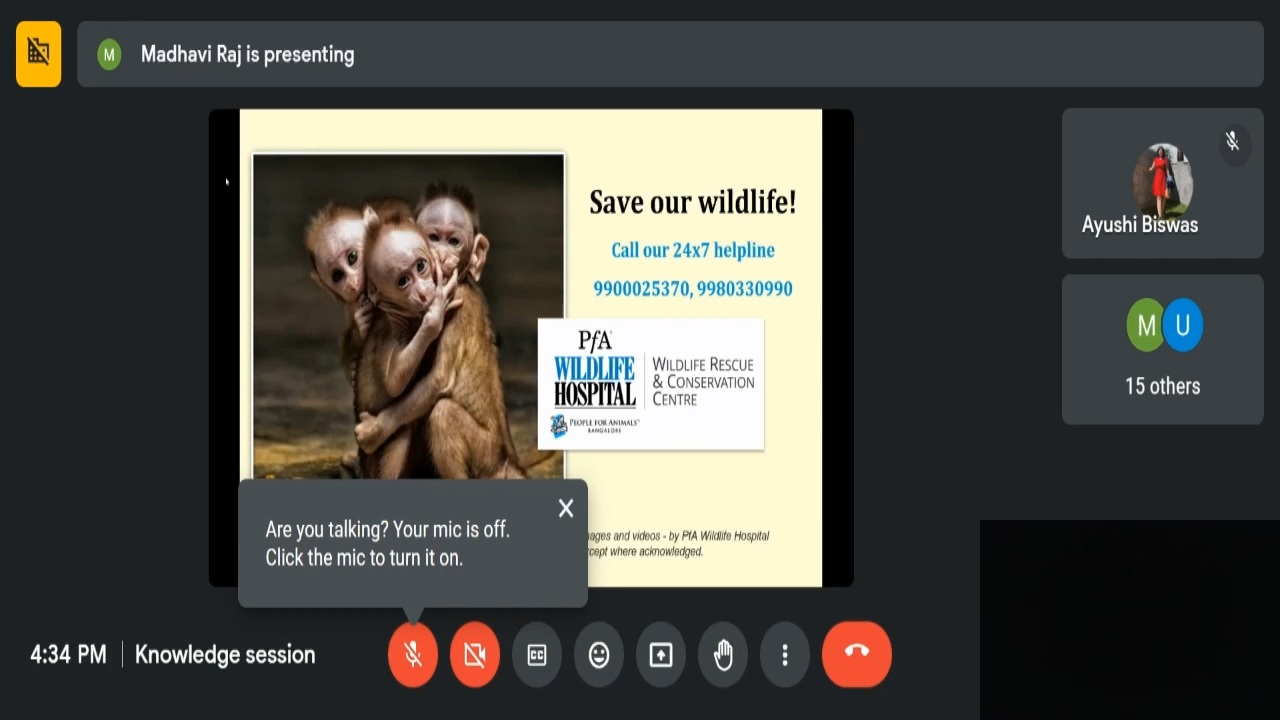 M Madhavi Raj is presenting
Save our wildlife!
Call our 24x7 helpline
9900025370, 9980330990
PfA
WILDLIFE
HOSPITAL
PEOPLE FOR ANIMALS
BANGALORE
WILDLIFE RESCUE
& CONSERVATION
CENTRE
ages and videos - by PfA Wildlife Hospital
cept where acknowledged.
Ayushi Biswas
M U
15 others
Are you talking? Your mic is off.
Click the mic to turn it on.
4:34 PM Knowledge session
CC